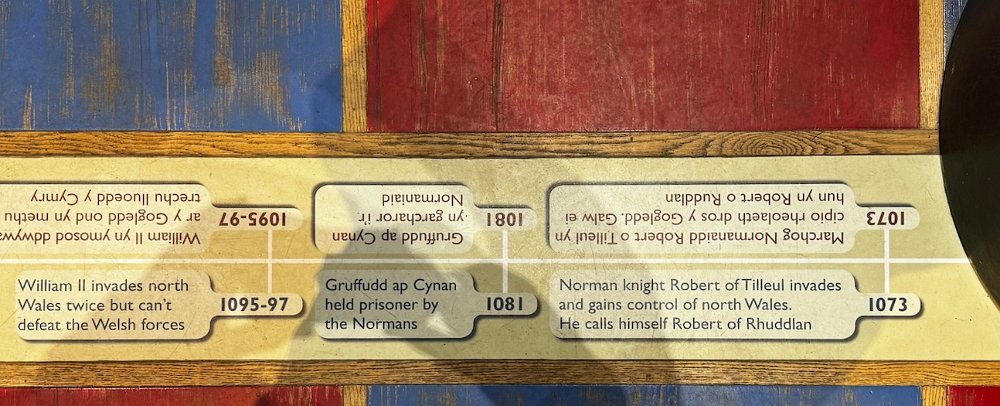 William II yn ymosod
ar y Gogledd ond yn methu
trechu lluoedd y Cymry
1095-97
Gruffudd ap Cynan
yn garcharor i'r
Normaniaid
1081
Marchog Normanaidd Robert o Tilleul yn
cipio rheolaeth dros y Gogledd. Galw ei
hun yn Robert o Ruddlan
1073
William II invades north
Wales twice but can't
defeat the Welsh forces
1095-97
Gruffudd ap Cynan
held prisoner by
the Normans
1081
Norman knight Robert of Tilleul invades
and gains control of north Wales.
He calls himself Robert of Rhuddlan
1073